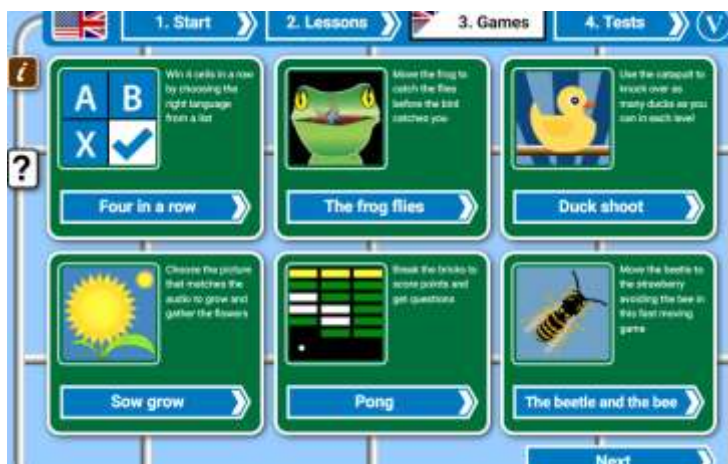 1. Start
2. Lessons
3. Games
4. Tests
V
i
?
A B
X
Win 4 cells in a row
by choosing the
right language
from a list
Four in a row
Move the frog to
catch the flies
before the bird
catches you
The frog flies
Use the catapult to
knock over as
many ducks as you
can in each level
Duck shoot
Choose the picture
that matches the
audio to grow and
gather the flowers
Sow grow
Break the bricks to
score points and
get questions
Pong
Move the beetle to
the strawberry
avoiding the bee in
this fast moving
game
The beetle and the bee
Next